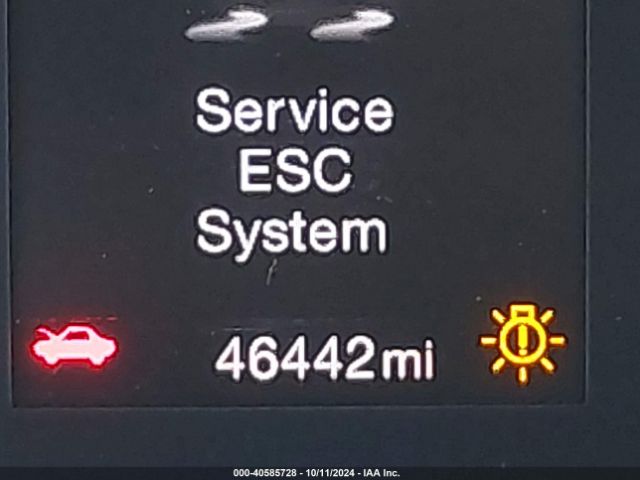 Service
ESC
System
46442mi
000-40585728 - 10/11/2024 - IAA Inc.